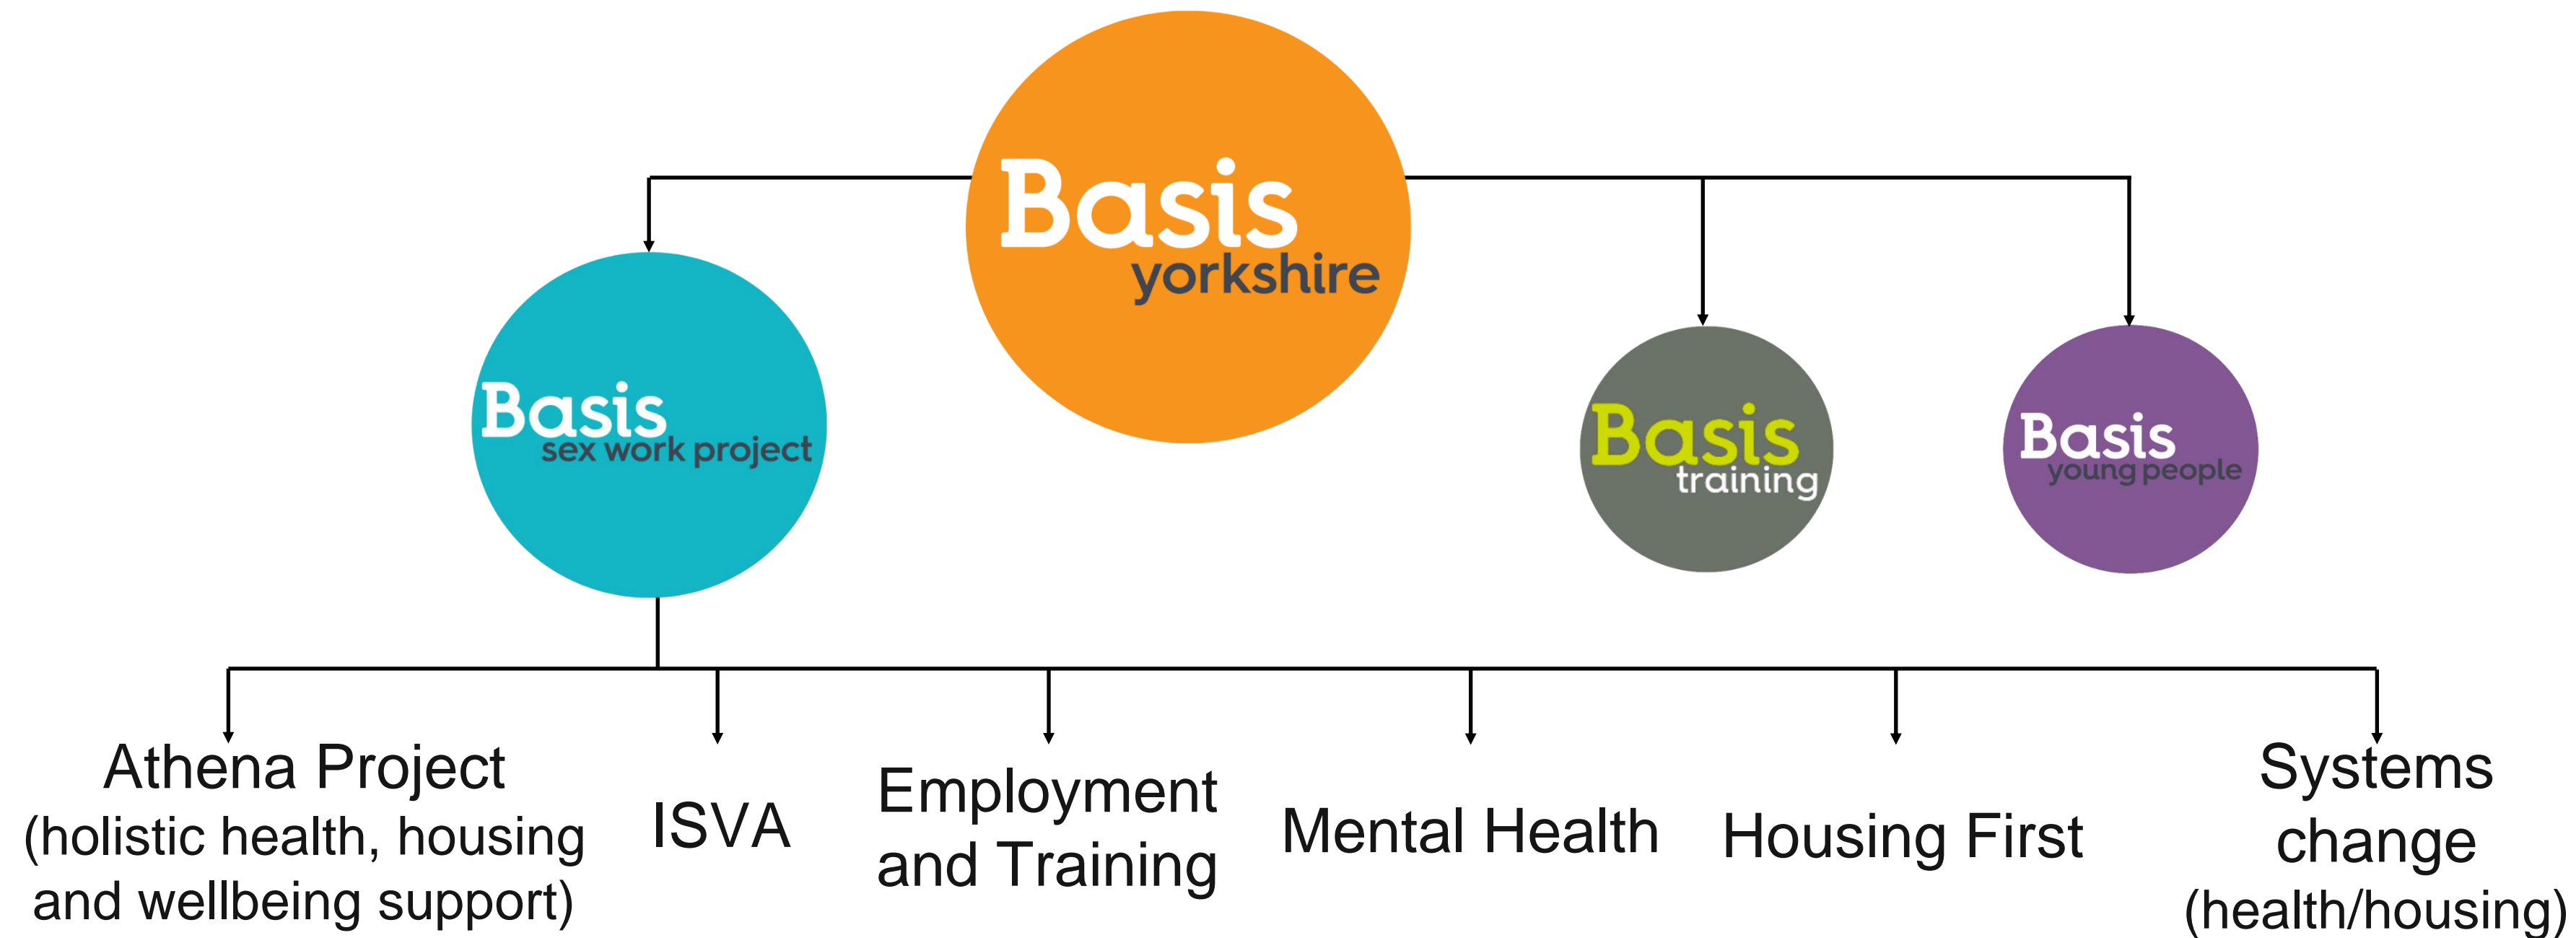 Basis
yorkshire
Basis
sex work project
Basis
training
Basis
young people
Athena Project
(holistic health, housing
and wellbeing support)
ISVA
Employment
and Training
Mental Health
Housing First
Systems
change
(health/housing)